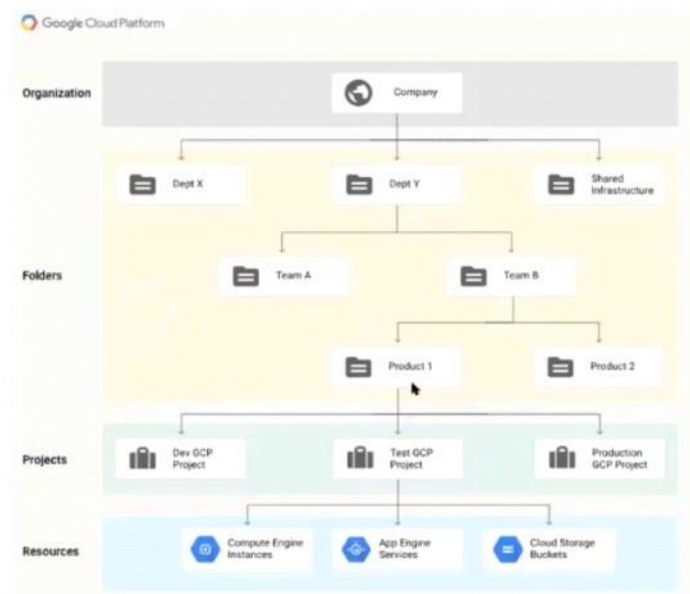 Google Cloud Platform
Organization
Company
Dept X
Dept Y
Shared
Infrastructure
Folders
Team A
Team B
Product 1
Product 2
Projects
Dev GCP
Project
Test GCP
Project
Production
GCP Project
Resources
Compute Engine
Instances
App Engine
Services
Cloud Storage
Buckets